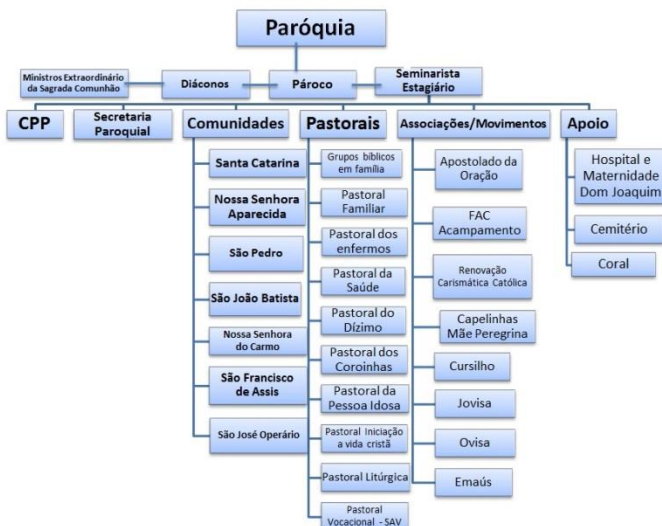 Paróquia
Ministros Extraordinário
da Sagrada Comunhão
Diáconos
Pároco
Seminarista
Estagiário
CPP
Secretaria
Paroquial
Comunidades
Pastorais
Associações/Movimentos
Apoio
Santa Catarina
Nossa Senhora
Aparecida
São Pedro
São João Batista
Nossa Senhora
do Carmo
São Francisco
de Assis
São José Operário
Grupos bíblicos
em família
Pastoral
Familiar
Pastoral dos
enfermos
Pastoral da
Saúde
Pastoral do
Dízimo
Pastoral dos
Coroinhas
Pastoral da
Pessoa Idosa
Pastoral Iniciação
a vida cristã
Pastoral Litúrgica
Pastoral
Vocacional - SAV
Apostolado da
Oração
FAC
Acampamento
Renovação
Carismática Católica
Capelinhas
Mãe Peregrina
Cursilho
Jovisa
Ovisa
Emaús
Hospital e
Maternidade
Dom Joaquim
Cemitério
Coral